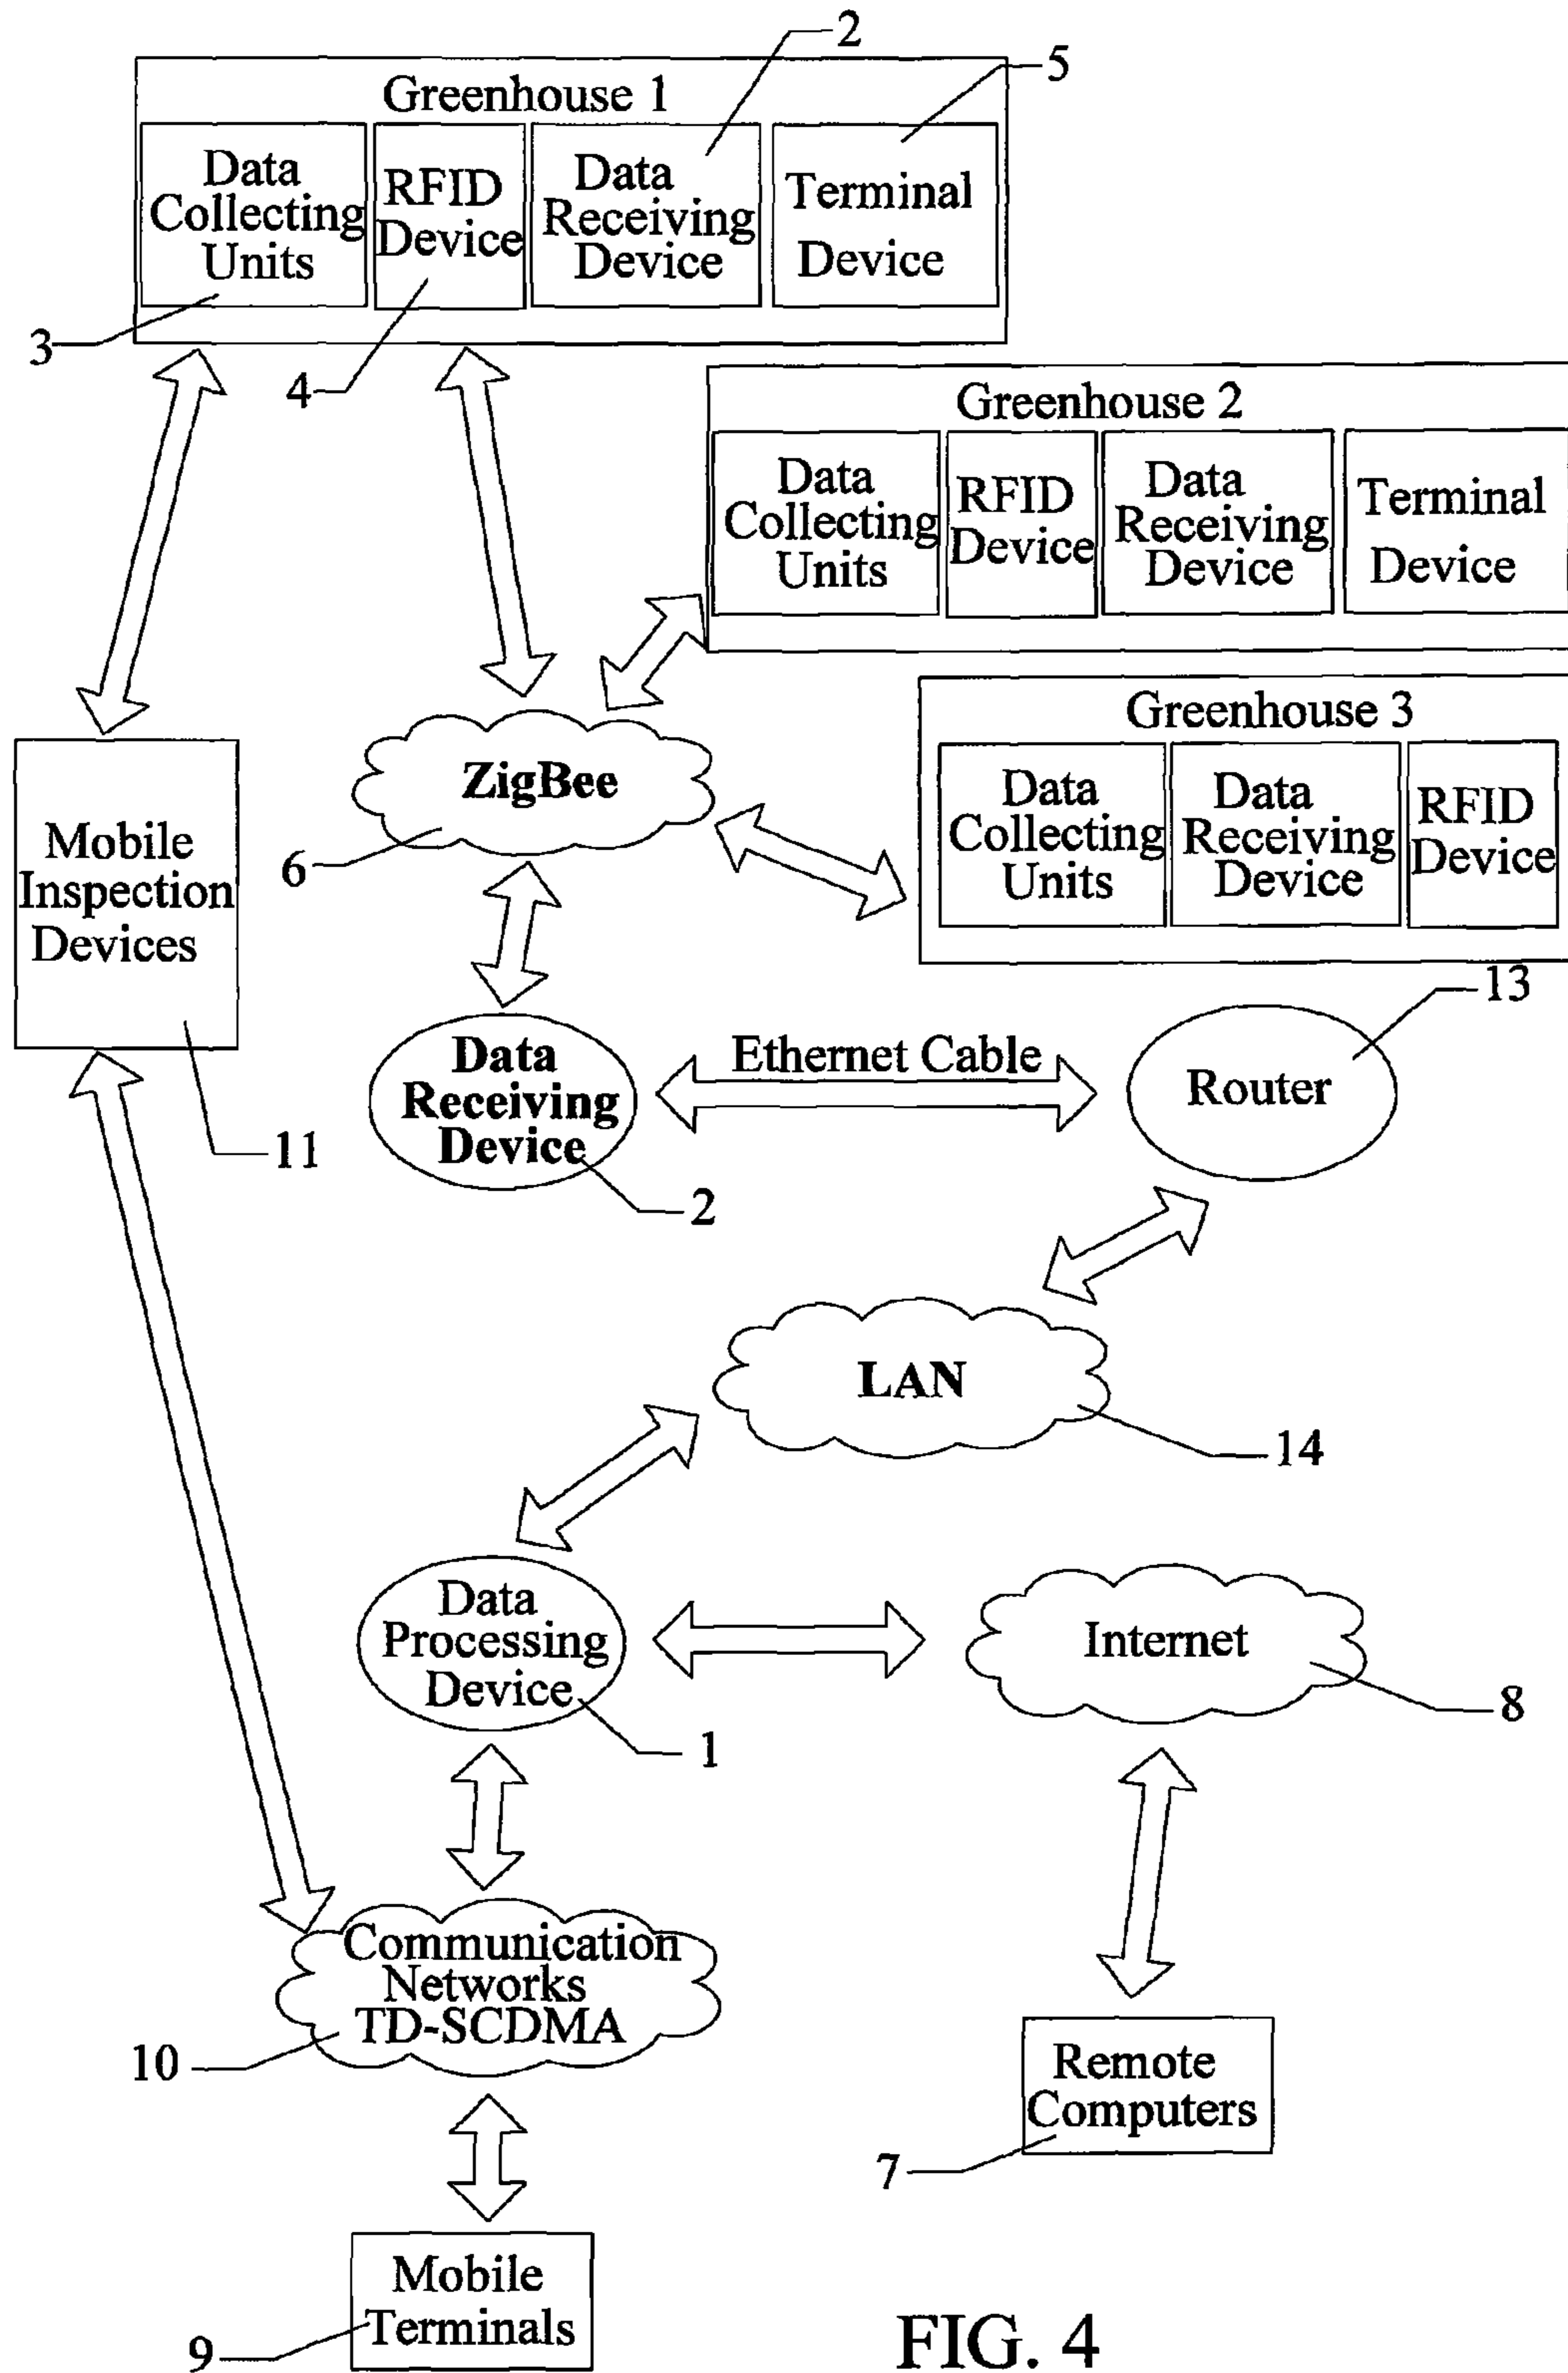 2
5
Greenhouse 1
Data
Collecting
Units
RFID
Device
Data
Receiving
Device
Terminal
Device
3
4
Greenhouse 2
Data
Collecting
Units
RFID
Device
Data
Receiving
Device
Terminal
Device
Greenhouse 3
Data
Collecting
Units
Data
Receiving
Device
RFID
Device
ZigBee
6
Mobile
Inspection
Devices
11
13
Data
Receiving
Device
2
Ethernet Cable
Router
LAN
14
Data
Processing
Device
1
Internet
8
Communication
Networks
TD-SCDMA
10
Remote
Computers
7
Mobile
Terminals
9
FIG. 4